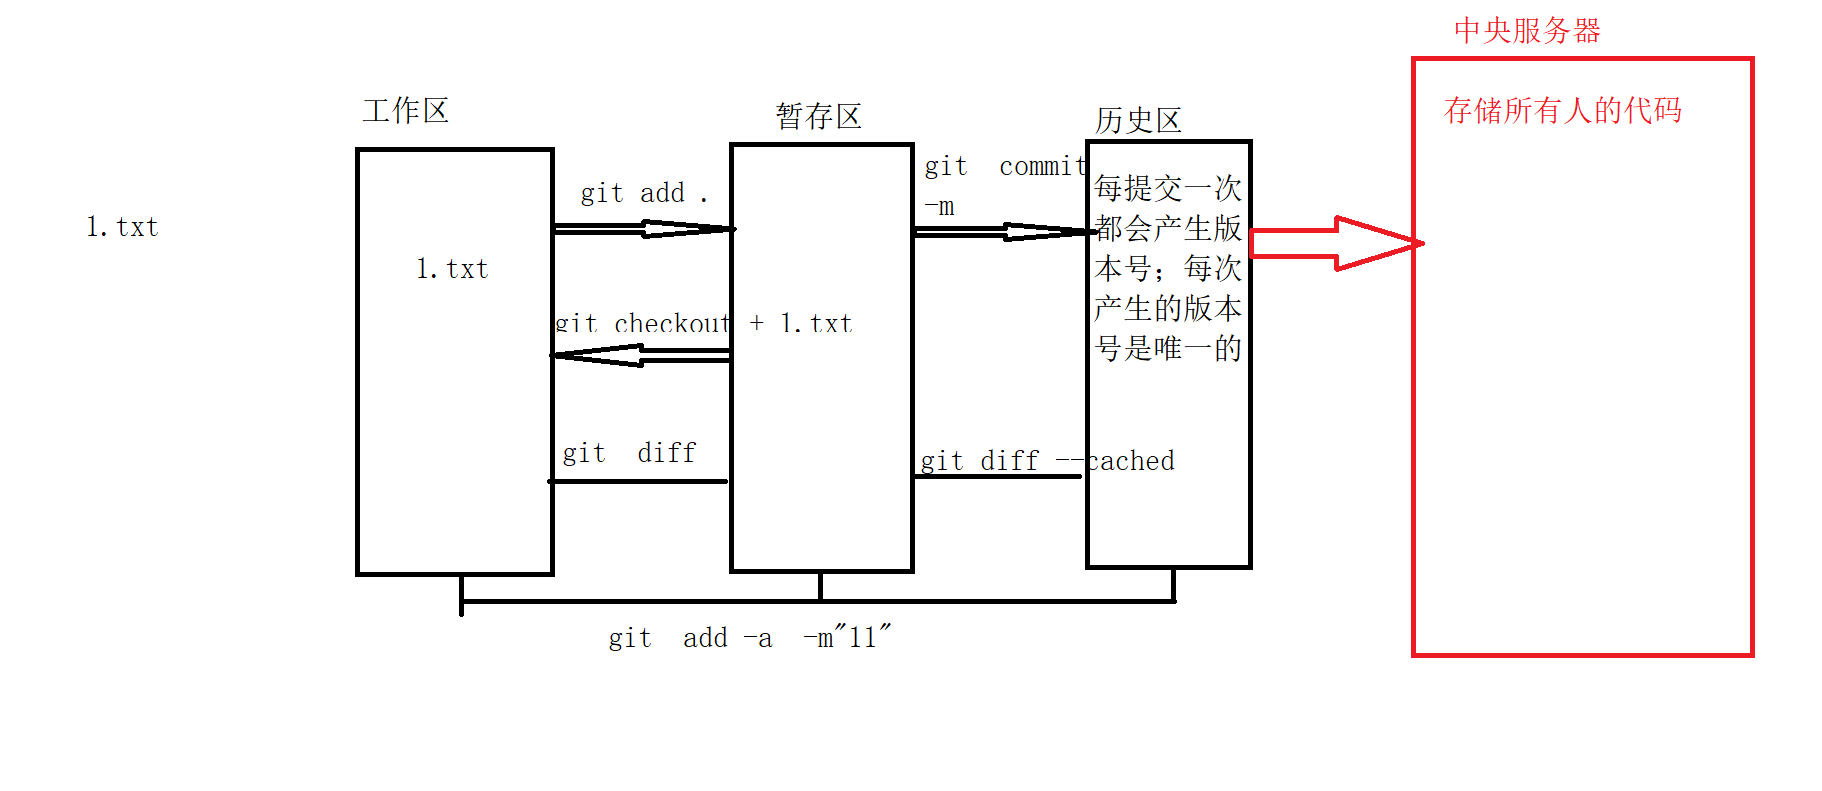 中央服务器
存储所有人的代码
工作区
暂存区
历史区
git add .
git  commit
-m
每提交一次
都会产生版
本号；每次
产生的版本
号是唯一的
1.txt
1.txt
git checkout + 1.txt
git  diff
git diff --cached
git  add -a  -m"11"